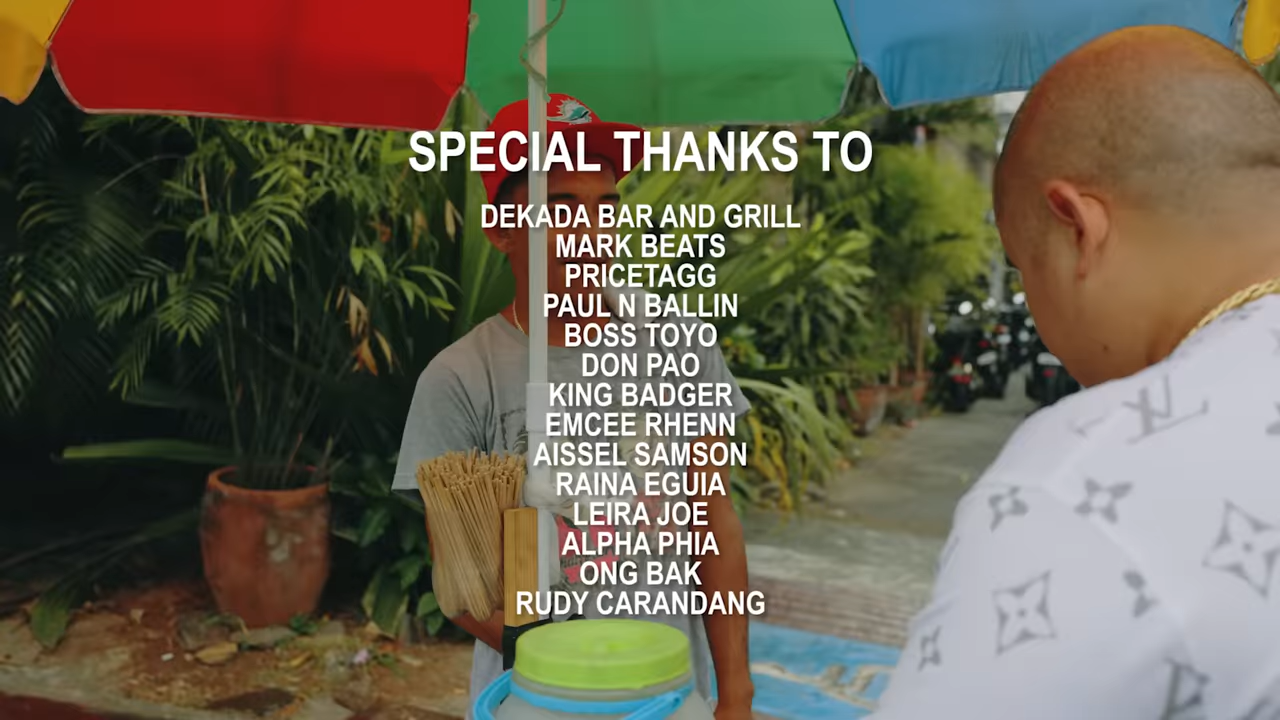 SPECIAL THANKS TO
DEKADA BAR AND GRILL
MARK BEATS
PRICETAGG
PAUL N BALLIN
BOSS TOYO
DON PAO
KING BADGER
EMCEE RHENN
AISSEL SAMSON
RAINA EGUIA
LEIRA JOE
ALPHA PHIA
ONG BAK
RUDY CARANDANG